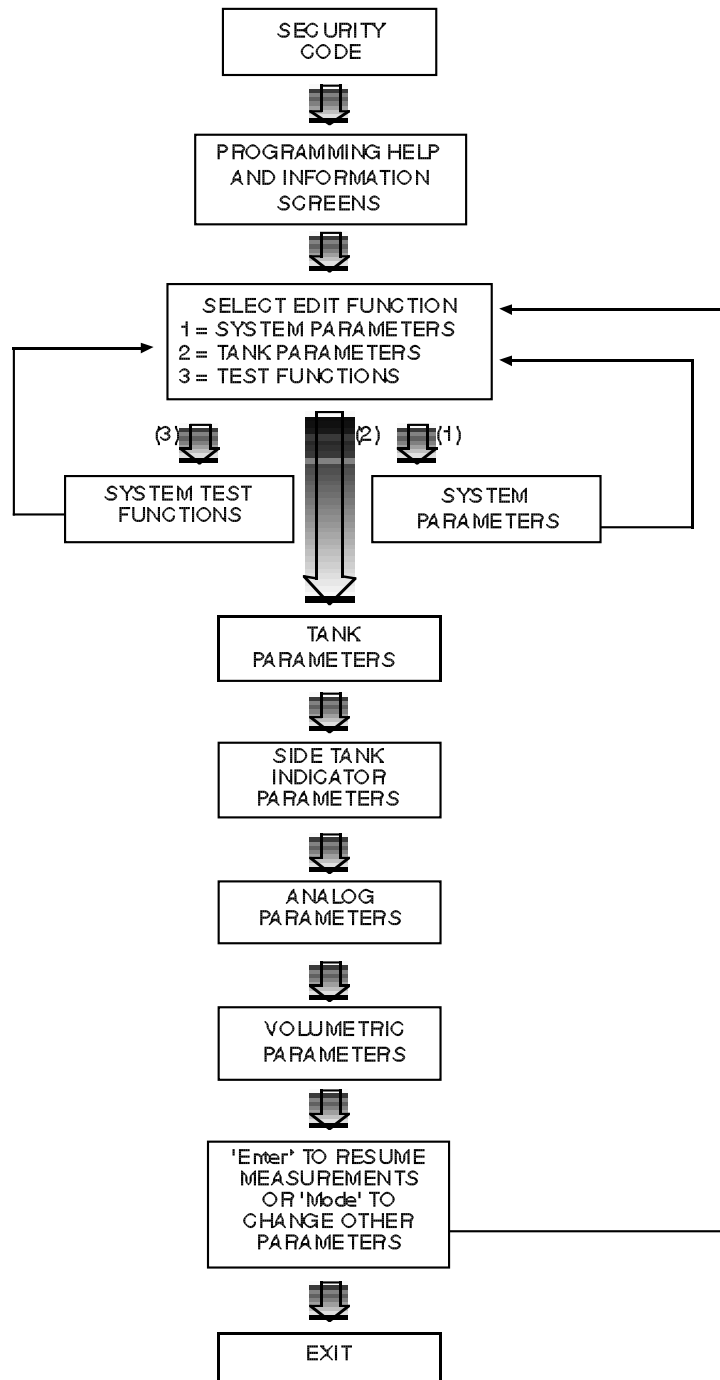 SECURITY
CODE
PROGRAMMING HELP
AND INFORMATION
SCREENS
SELECT EDIT FUNCTION
1 = SYSTEM PARAMETERS
2 = TANK PARAMETERS
3 = TEST FUNCTIONS
(3)
(2)
(1)
SYSTEM TEST
FUNCTIONS
SYSTEM
PARAMETERS
TANK
PARAMETERS
SIDE TANK
INDICATOR
PARAMETERS
ANALOG
PARAMETERS
VOLUMETRIC
PARAMETERS
'Enter' TO RESUME
MEASUREMENTS
OR 'Mode' TO
CHANGE OTHER
PARAMETERS
EXIT